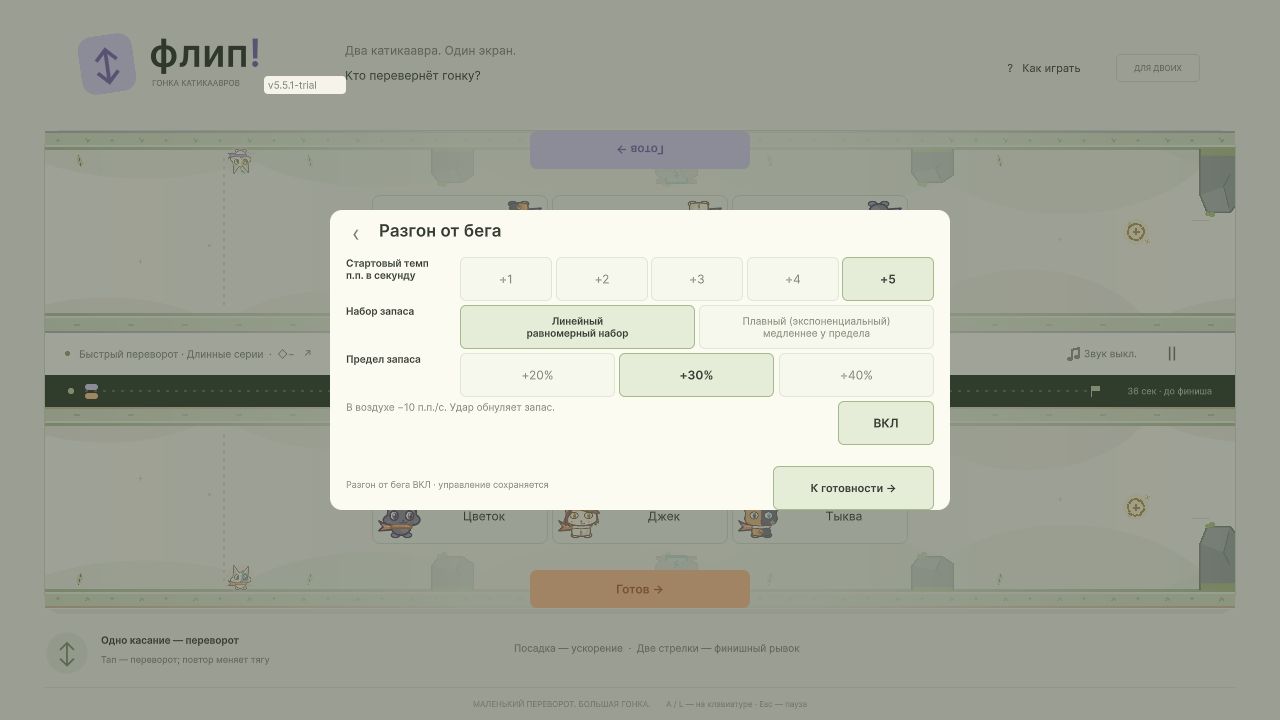 флип!
ГОНКА КАТИКААВРОВ
v5.5.1-trial
Два катикаавра. Один экран.
Кто перевернёт гонку?
? Как играть
ДЛЯ ДВОИХ
Готов →
‹ Разгон от бега
Стартовый темп
п.п. в секунду
+1
+2
+3
+4
+5
Набор запаса
Линейный
равномерный набор
Плавный (экспоненциальный)
медленнее у предела
Предел запаса
+20%
+30%
+40%
В воздухе −10 п.п./с. Удар обнуляет запас.
ВКЛ
Разгон от бега ВКЛ · управление сохраняется
К готовности →
Быстрый переворот · Длинные серии · ◇− ↗
Звук выкл.
36 сек · до финиша
Цветок
Джек
Тыква
Готов →
Одно касание — переворот
Тап — переворот; повтор меняет тягу
Посадка — ускорение · Две стрелки — финишный рывок
МАЛЕНЬКИЙ ПЕРЕВОРОТ. БОЛЬШАЯ ГОНКА.
A / L — на клавиатуре · Esc — пауза